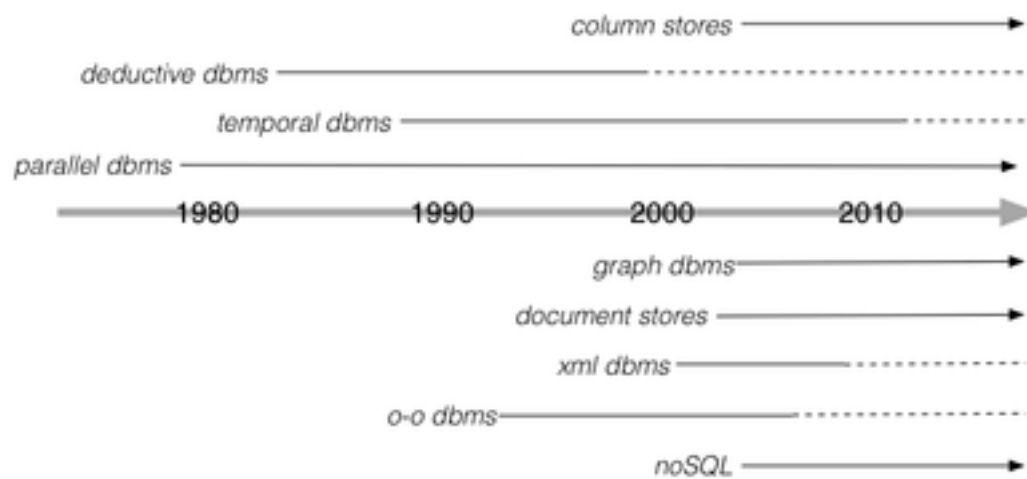 column stores
deductive dbms
temporal dbms
parallel dbms
1980 1990 2000 2010
graph dbms
document stores
xml dbms
o-o dbms
noSQL